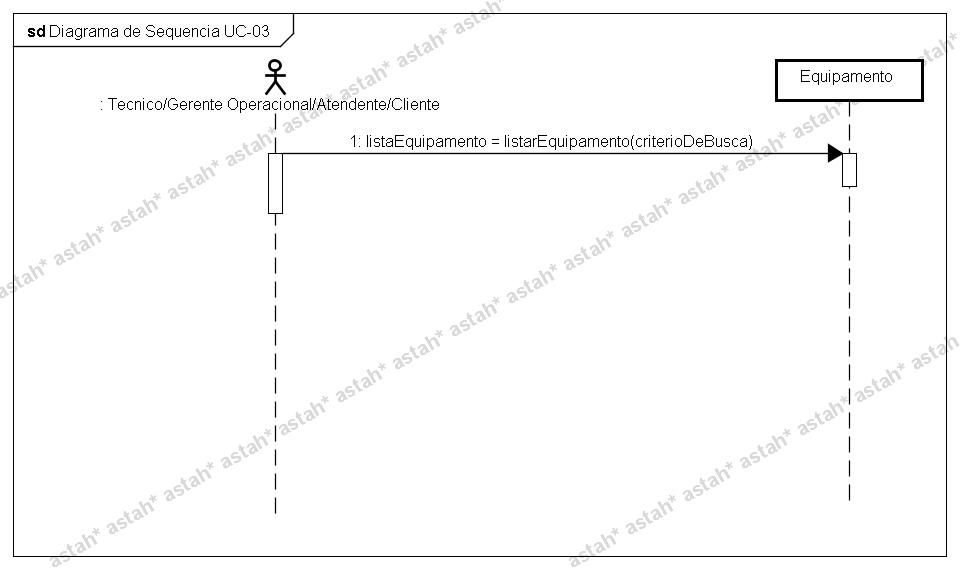 sd Diagrama de Sequencia UC-03
: Tecnico/Gerente Operacional/Atendente/Cliente
Equipamento
1: listaEquipamento = listarEquipamento(criterioDeBusca)
astah* astah* astah* astah* astah* astah* astah* astah* astah*
astah* astah* astah* astah* astah* astah* astah* astah* astah* astah* astah* astah* astah* astah* astah* astah*
astah* astah* astah* astah* astah* astah* astah